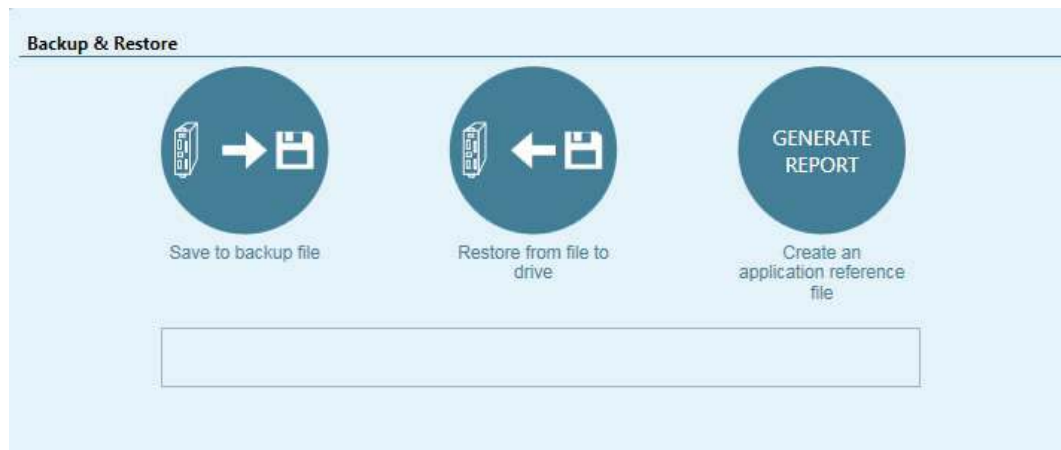 Backup & Restore
GENERATE
REPORT
Save to backup file
Restore from file to
drive
Create an
application reference
file